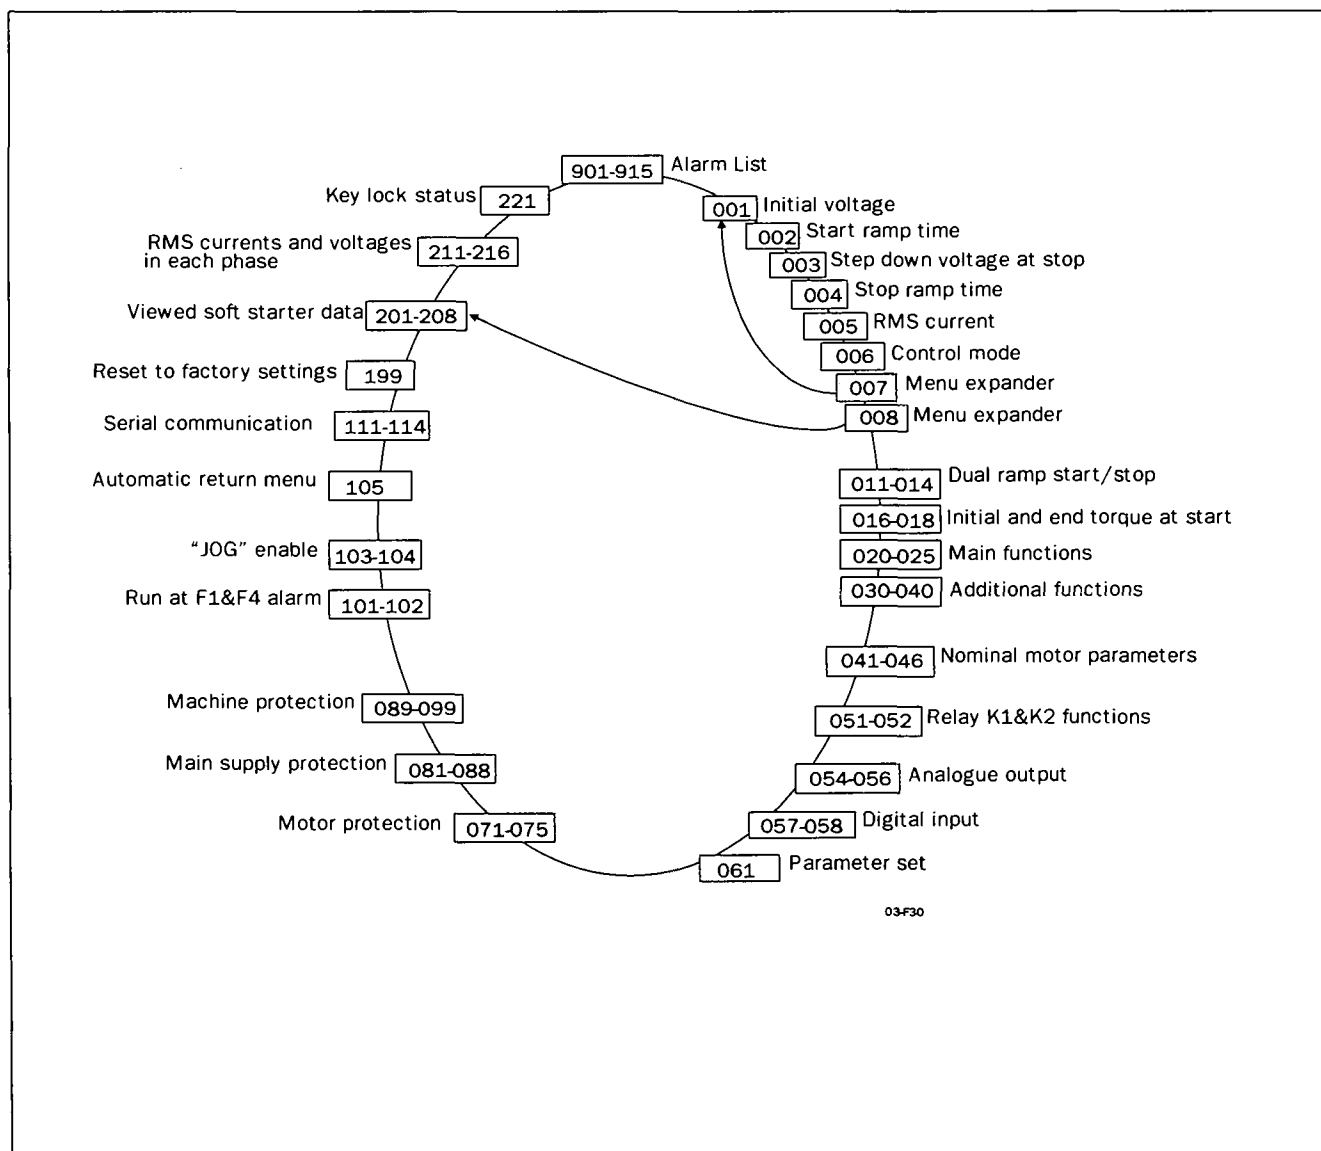 901-915 Alarm List
Key lock status 221
001 Initial voltage
002 Start ramp time
RMS currents and voltages
in each phase
211-216
003 Step down voltage at stop
004 Stop ramp time
Viewed soft starter data 201-208
005 RMS current
006 Control mode
Reset to factory settings 199
007 Menu expander
008 Menu expander
Serial communication 111-114
011-014 Dual ramp start/stop
Automatic return menu 105
016-018 Initial and end torque at start
"JOG" enable 103-104
020-025 Main functions
030-040 Additional functions
Run at F1&F4 alarm 101-102
041-046 Nominal motor parameters
Machine protection 089-099
051-052 Relay K1&K2 functions
Main supply protection 081-088
054-056 Analogue output
Motor protection 071-075
057-058 Digital input
061 Parameter set
03-F30